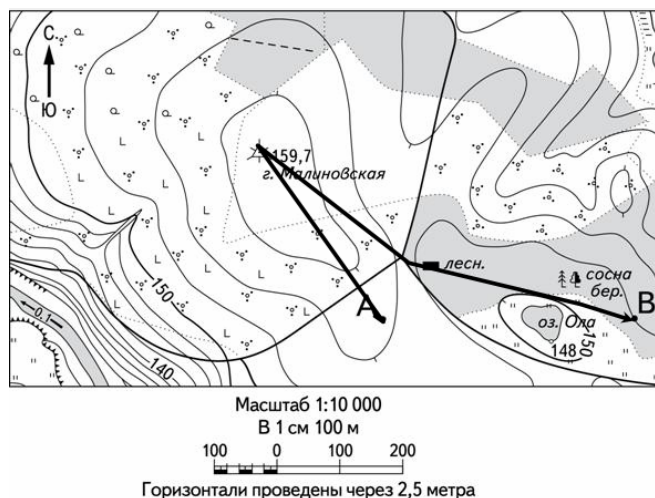 С
Ю
159,7
г. Малиновская
лесн.
сосна
бер.
А
В
оз. Ола
150
148
150
0.1
140
Масштаб 1:10 000
В 1 см 100 м
100 0 100 200
Горизонтали проведены через 2,5 метра